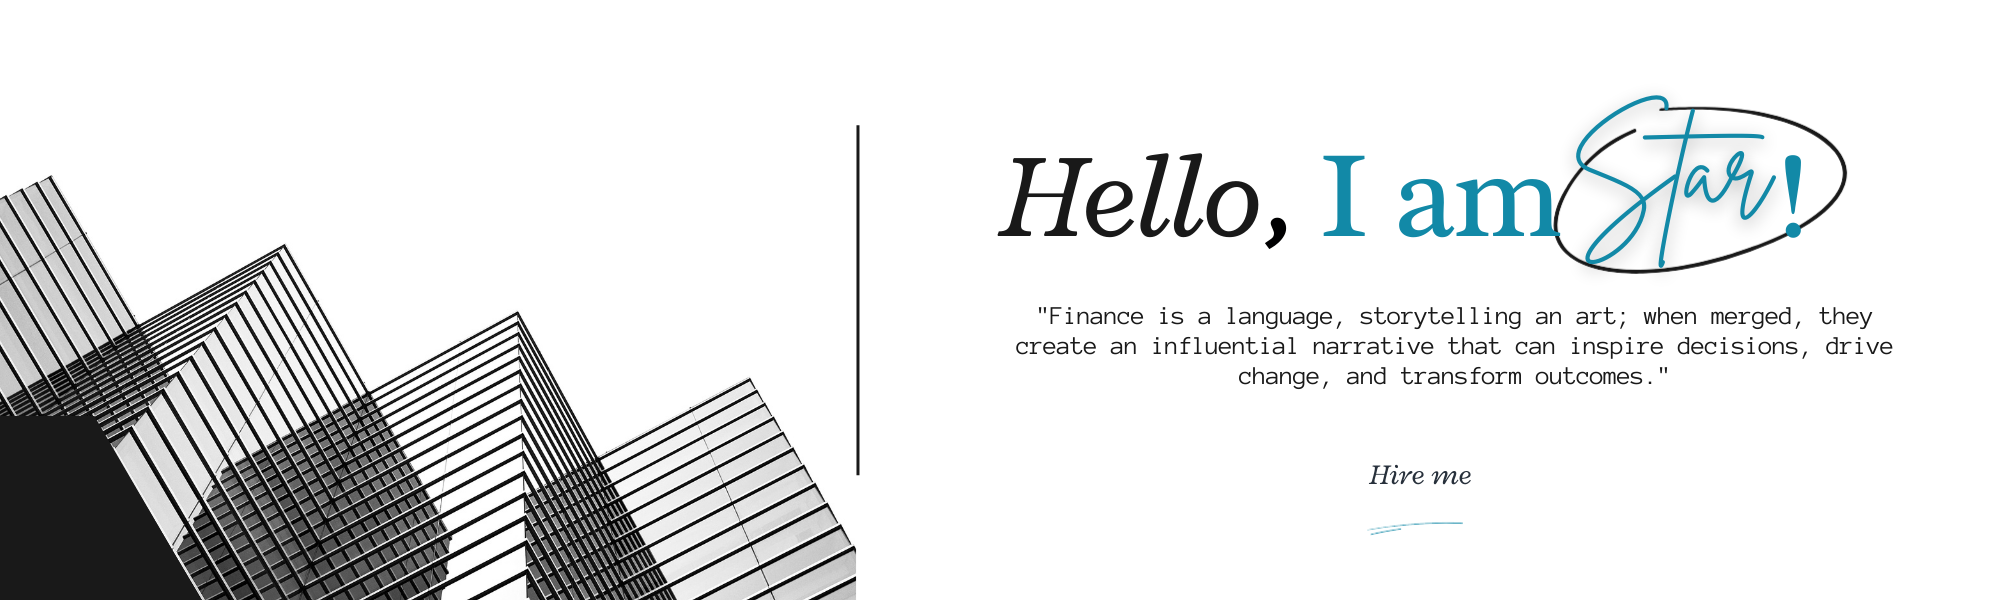 Hello, I am Star!
"Finance is a language, storytelling an art; when merged, they
create an influential narrative that can inspire decisions, drive
change, and transform outcomes."
Hire me